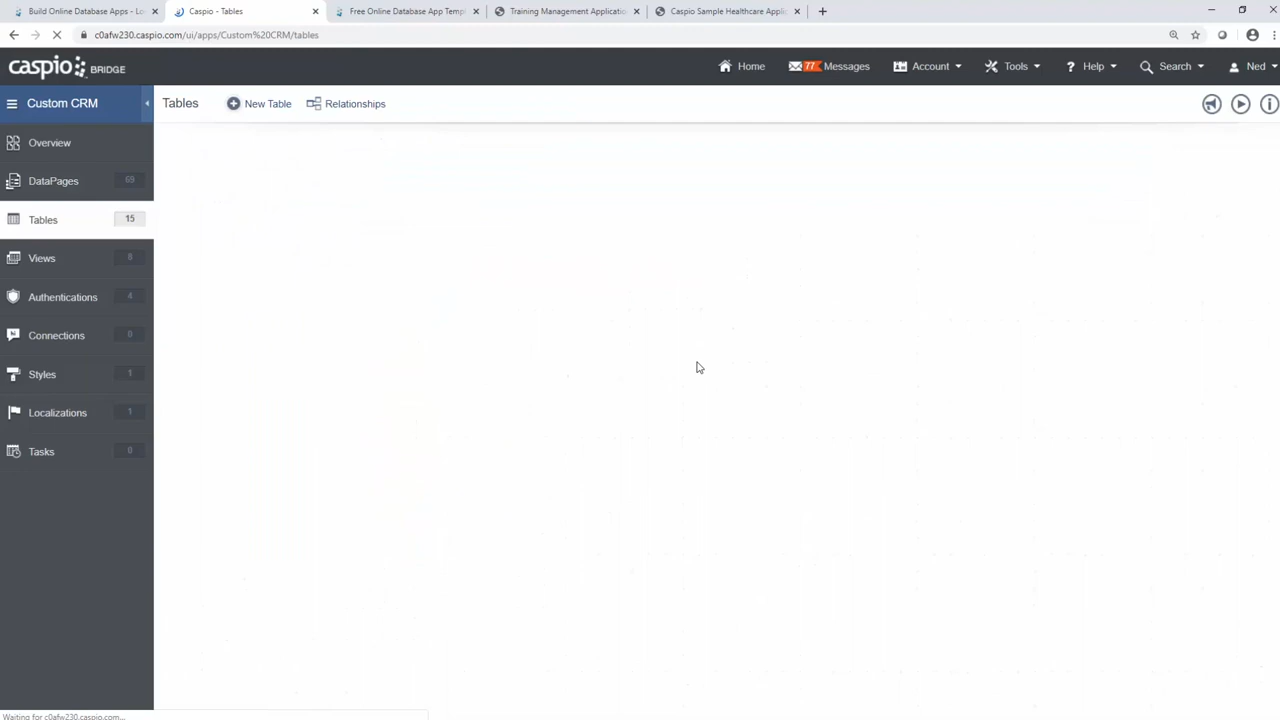 Build Online Database Apps - Lo
Caspio - Tables
Free Online Database App Templ
Training Management Applicatio
Caspio Sample Healthcare Applic
c0afw230.caspio.com/ui/apps/Custom%20CRM/tables
caspio BRIDGE
Home
77 Messages
Account
Tools
? Help
Search
Ned
Custom CRM
Tables
New Table
Relationships
Overview
DataPages 69
Tables 15
Views 8
Authentications 4
Connections 0
Styles 1
Localizations 1
Tasks 0
Waiting for c0afw230.caspio.com...